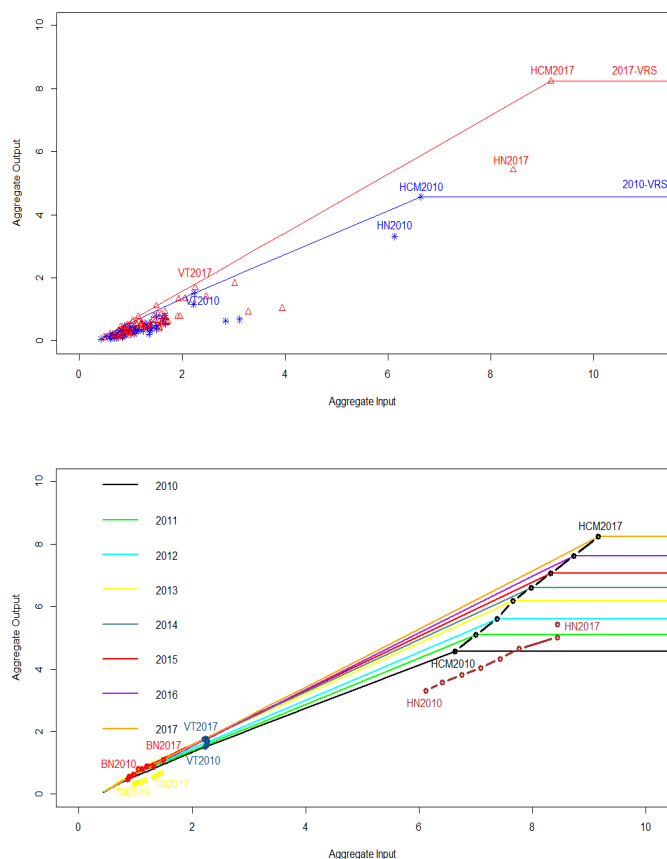 10
8
6
4
2
0
Aggregate Output
HCM2017
2017-VRS
HN2017
HCM2010
2010-VRS
HN2010
VT2017
VT2010
0
2
4
6
8
10
Aggregate Input
10
8
6
4
2
0
Aggregate Output
2010
2011
2012
2013
2014
2015
2016
2017
HCM2017
HN2017
HCM2010
HN2010
VT2017
BN2017
VT2010
BN2010
TN2017
TN2010
0
2
4
6
8
10
Aggregate Input